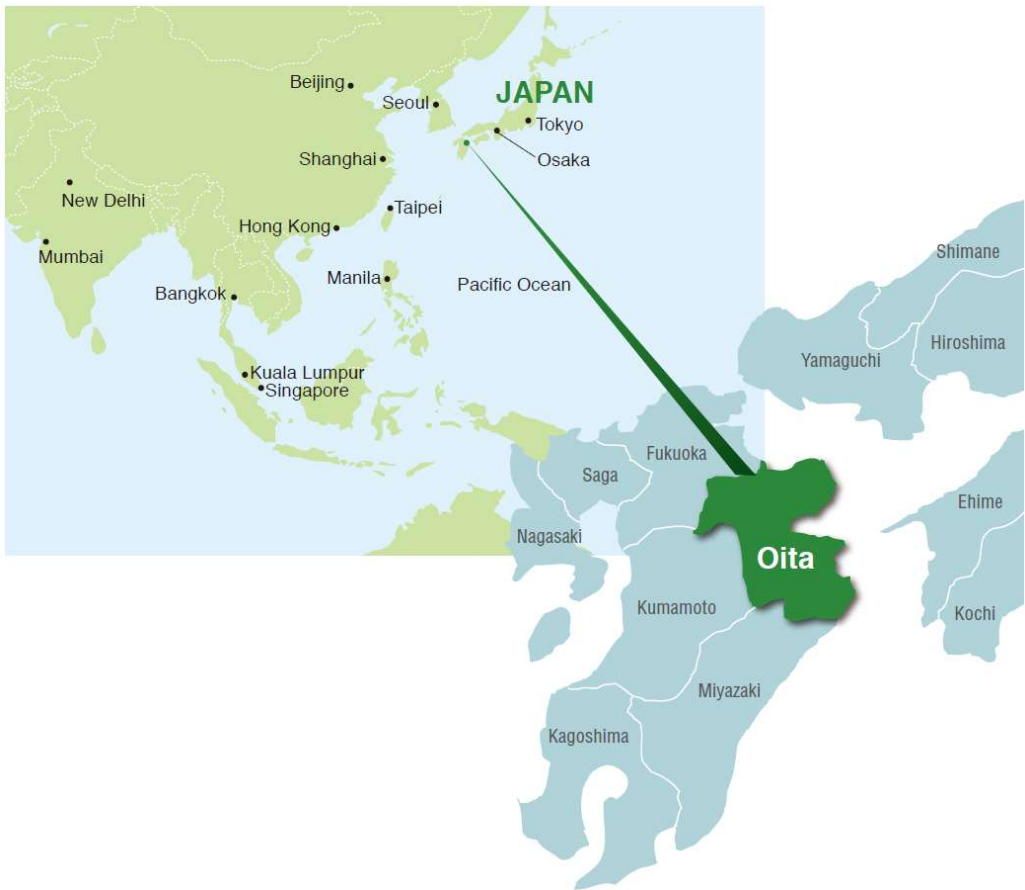 Beijing
Seoul
JAPAN
Tokyo
Osaka
Shanghai
New Delhi
Taipei
Hong Kong
Mumbai
Manila
Pacific Ocean
Bangkok
Kuala Lumpur
Singapore
Shimane
Hiroshima
Yamaguchi
Fukuoka
Saga
Ehime
Nagasaki
Oita
Kumamoto
Kochi
Miyazaki
Kagoshima